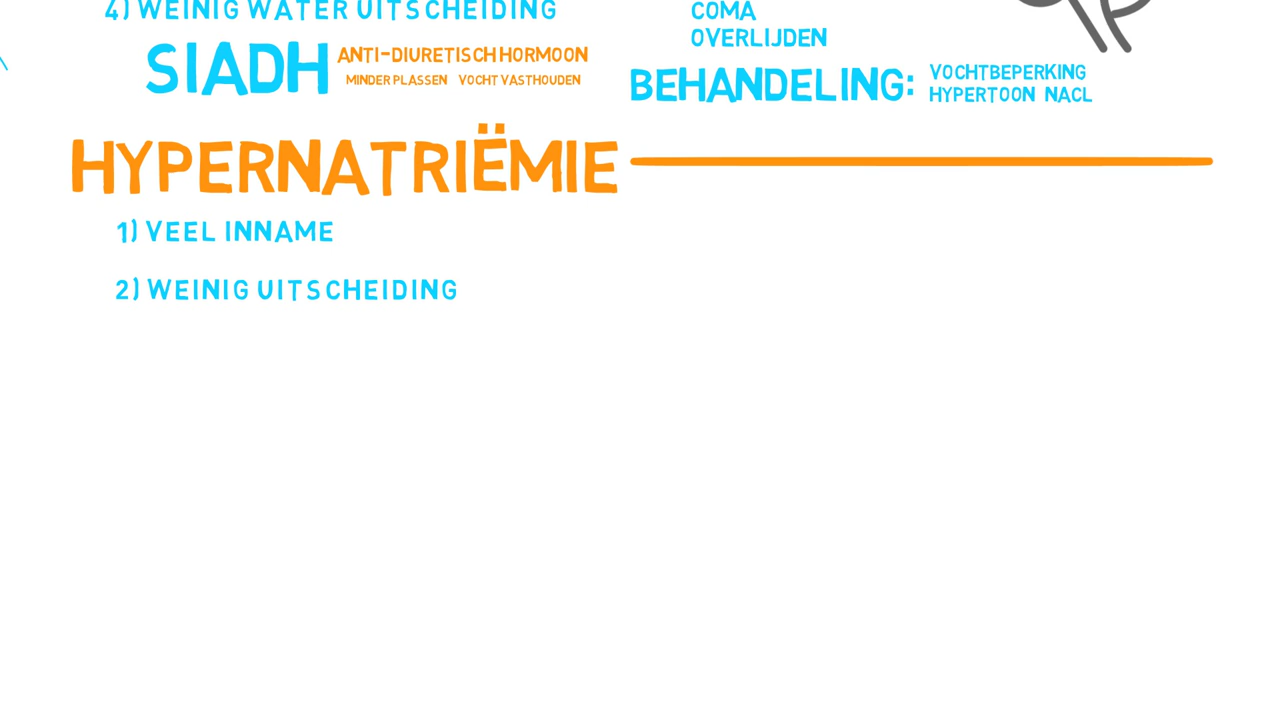 4) WEINIG WATER UITSCHEIDING
SIADH
ANTI-DIURETISCH HORMOON
MINDER PLASSEN VOCHT VASTHOUDEN
COMA
OVERLIJDEN
BEHANDELING:
VOCHTBEPERKING
HYPERTOON NACL
HYPERNATRIËMIE
1) VEEL INNAME
2) WEINIG UITSCHEIDING